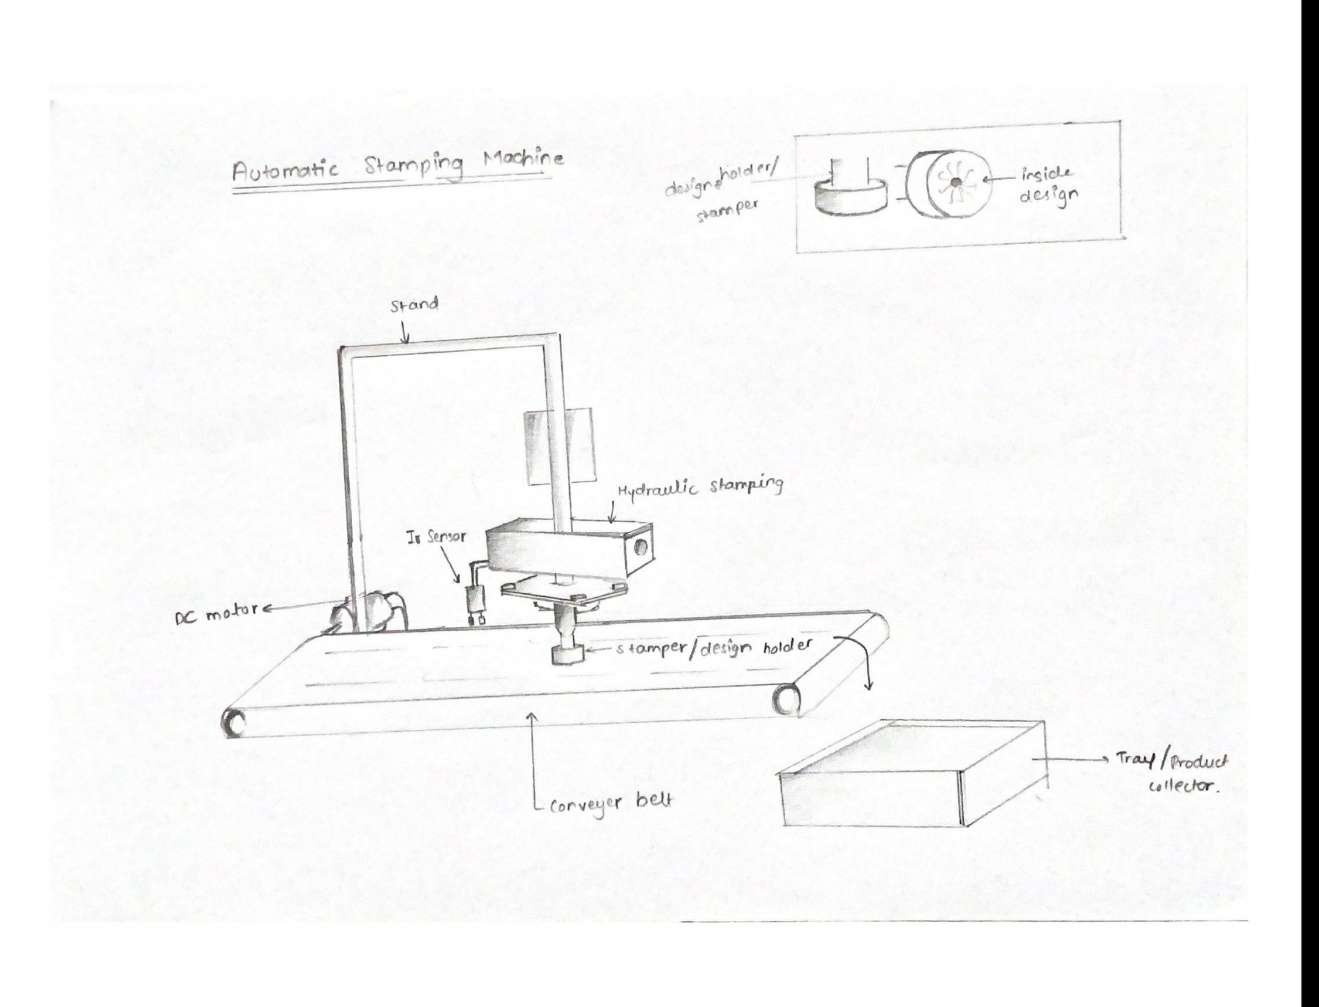 Automatic Stamping Machine
holder/
design
stamper
inside
design
Stand
Hydraulic stamping
IR Sensor
DC motor
stamper/design holder
Tray/Product
collector.
conveyer belt